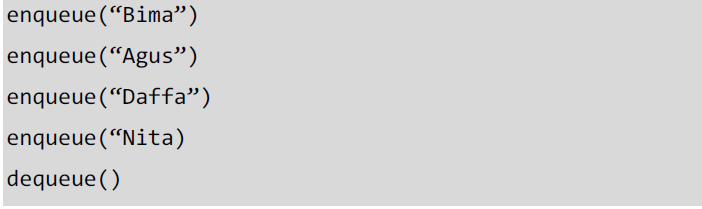 enqueue(“Bima”)
enqueue(“Agus”)
enqueue(“Daffa”)
enqueue(“Nita)
dequeue()